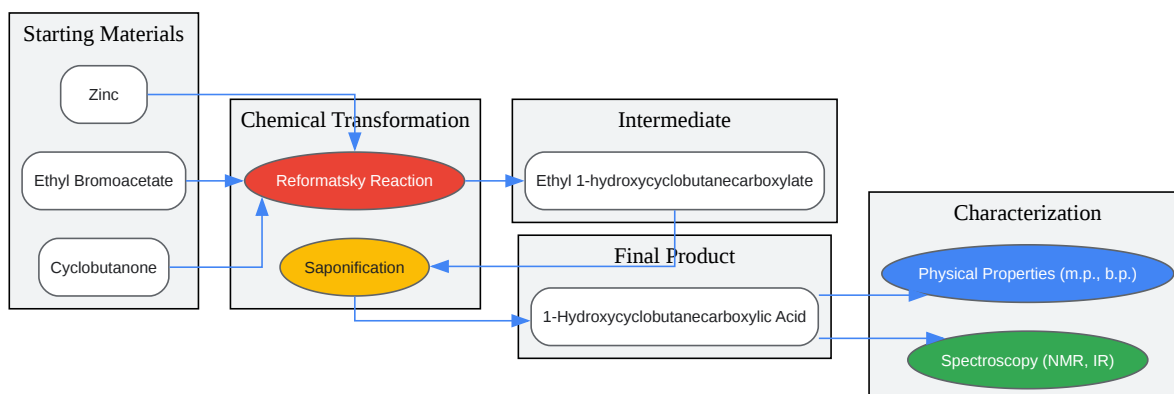 Starting Materials
Zinc
Ethyl Bromoacetate
Cyclobutanone
Chemical Transformation
Reformatsky Reaction
Saponification
Intermediate
Ethyl 1-hydroxycyclobutanecarboxylate
Final Product
1-Hydroxycyclobutanecarboxylic Acid
Characterization
Physical Properties (m.p., b.p.)
Spectroscopy (NMR, IR)